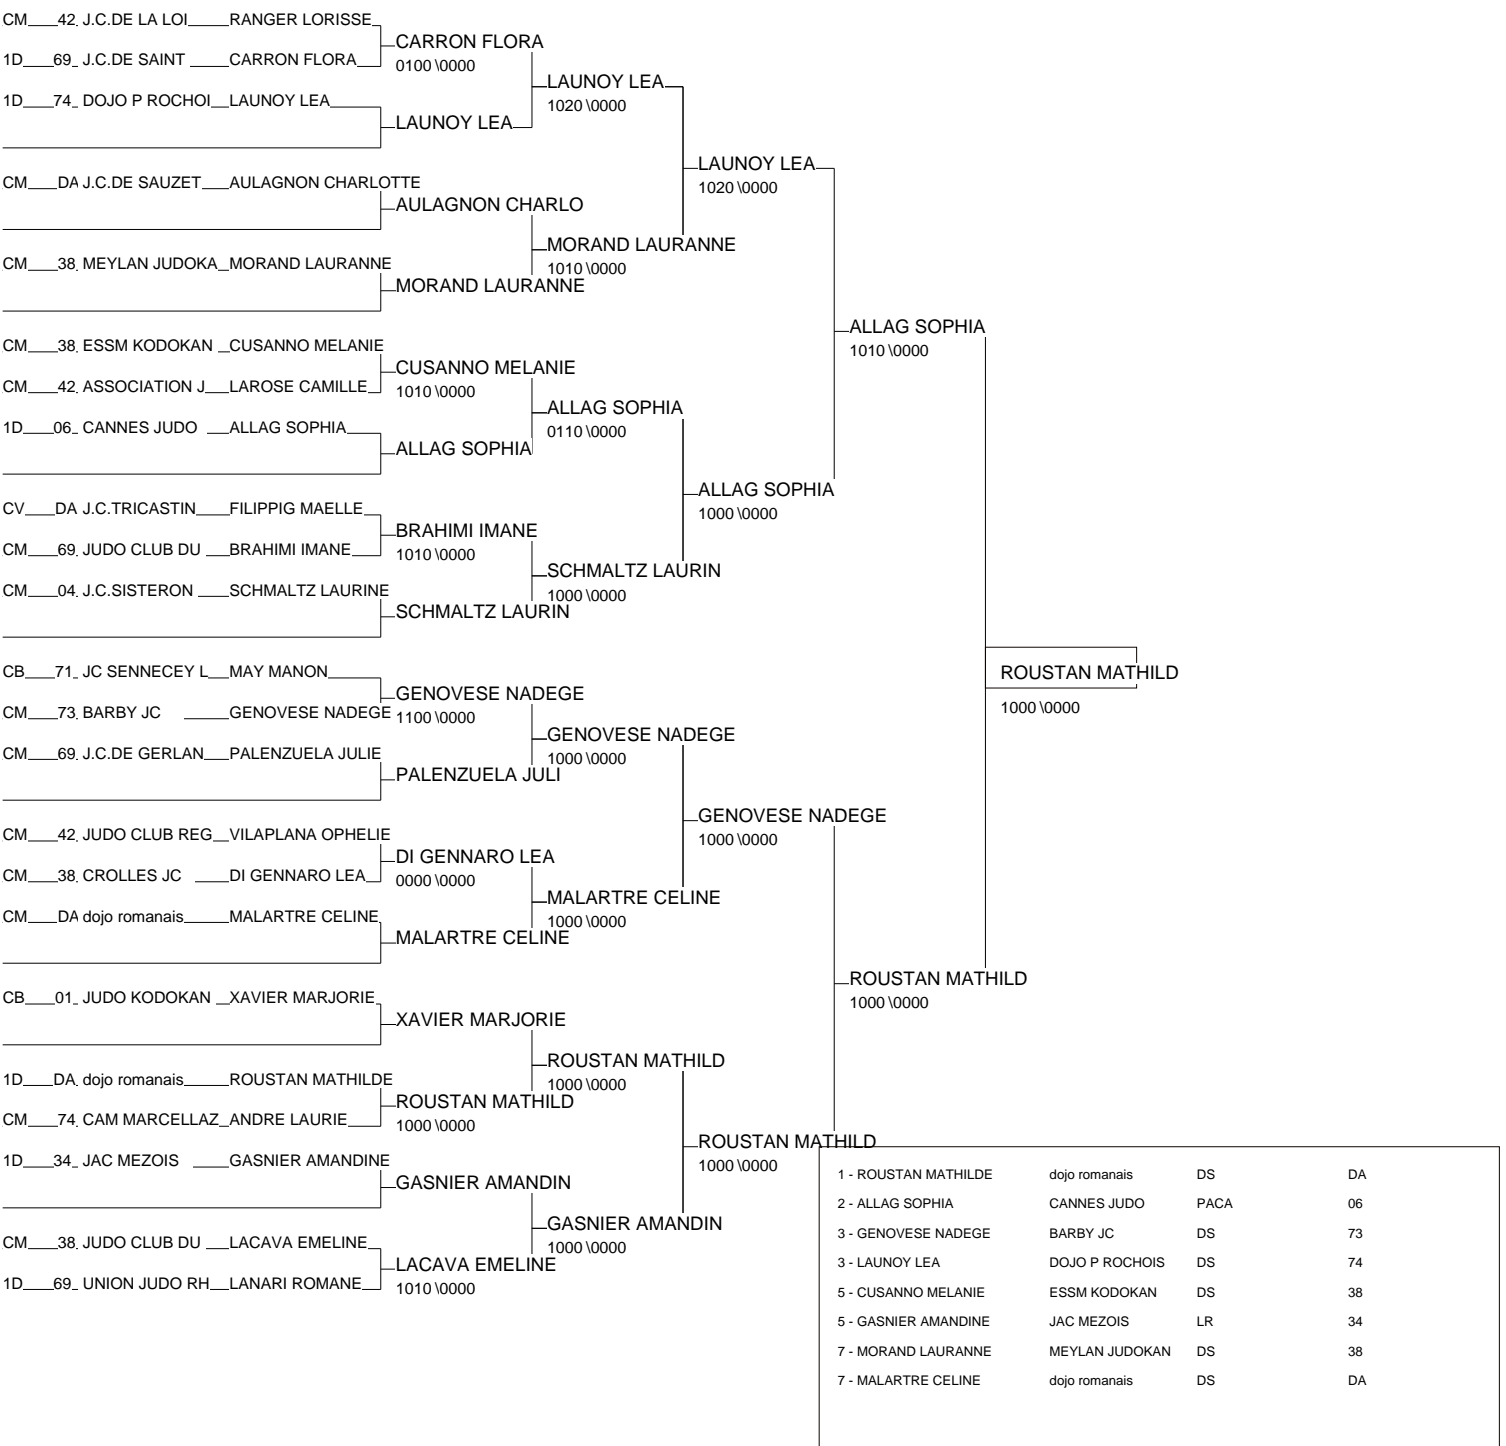 CM 42 J.C.DE LA LOI RANGER LORISSE
CARRON FLORA
1D 69 J.C.DE SAINT CARRON FLORA
0100 \0000
LAUNOY LEA
1D 74 DOJO P ROCHOI LAUNOY LEA
1020 \0000
LAUNOY LEA
LAUNOY LEA
CM DA J.C.DE SAUZET AULAGNON CHARLOTTE
1020 \0000
AULAGNON CHARLO
MORAND LAURANNE
CM 38 MEYLAN JUDOKA MORAND LAURANNE
1010 \0000
MORAND LAURANNE
ALLAG SOPHIA
CM 38 ESSM KODOKAN CUSANNO MELANIE
1010 \0000
CUSANNO MELANIE
CM 42 ASSOCIATION J LAROSE CAMILLE
1010 \0000
ALLAG SOPHIA
1D 06 CANNES JUDO ALLAG SOPHIA
0110 \0000
ALLAG SOPHIA
ALLAG SOPHIA
CV DA J.C.TRICASTIN FILIPPIG MAELLE
1000 \0000
BRAHIMI IMANE
CM 69 JUDO CLUB DU BRAHIMI IMANE
1010 \0000
SCHMALTZ LAURIN
CM 04 J.C.SISTERON SCHMALTZ LAURINE
1000 \0000
SCHMALTZ LAURIN
CB 71 JC SENNECEY L MAY MANON
ROUSTAN MATHILD
GENOVESE NADEGE
1000 \0000
CM 73 BARBY JC GENOVESE NADEGE
1100 \0000
GENOVESE NADEGE
CM 69 J.C.DE GERLAN PALENZUELA JULIE
1000 \0000
PALENZUELA JULI
GENOVESE NADEGE
CM 42 JUDO CLUB REG VILAPLANA OPHELIE
1000 \0000
DI GENNARO LEA
CM 38 CROLLES JC DI GENNARO LEA
0000 \0000
MALARTRE CELINE
CM DA dojo romanais MALARTRE CELINE
1000 \0000
MALARTRE CELINE
ROUSTAN MATHILD
CB 01 JUDO KODOKAN XAVIER MARJORIE
1000 \0000
XAVIER MARJORIE
ROUSTAN MATHILD
1D DA dojo romanais ROUSTAN MATHILDE
1000 \0000
ROUSTAN MATHILD
CM 74 CAM MARCELLAZ ANDRE LAURIE
1000 \0000
ROUSTAN MATHILD
1D 34 JAC MEZOIS GASNIER AMANDINE
1000 \0000
GASNIER AMANDIN
GASNIER AMANDIN
CM 38 JUDO CLUB DU LACAVA EMELINE
1000 \0000
LACAVA EMELINE
1D 69 UNION JUDO RH LANARI ROMANE
1010 \0000
1 - ROUSTAN MATHILDE dojo romanais DS DA
2 - ALLAG SOPHIA CANNES JUDO PACA 06
3 - GENOVESE NADEGE BARBY JC DS 73
3 - LAUNOY LEA DOJO P ROCHOIS DS 74
5 - CUSANNO MELANIE ESSM KODOKAN DS 38
5 - GASNIER AMANDINE JAC MEZOIS LR 34
7 - MORAND LAURANNE MEYLAN JUDOKAN DS 38
7 - MALARTRE CELINE dojo romanais DS DA